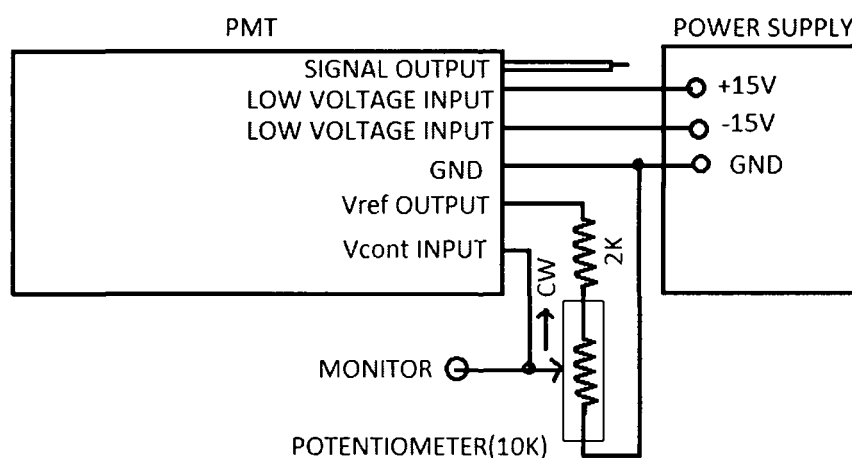 PMT
POWER SUPPLY
SIGNAL OUTPUT
LOW VOLTAGE INPUT
LOW VOLTAGE INPUT
GND
Vref OUTPUT
Vcont INPUT
+15V
-15V
GND
2K
CW
MONITOR
POTENTIOMETER(10K)